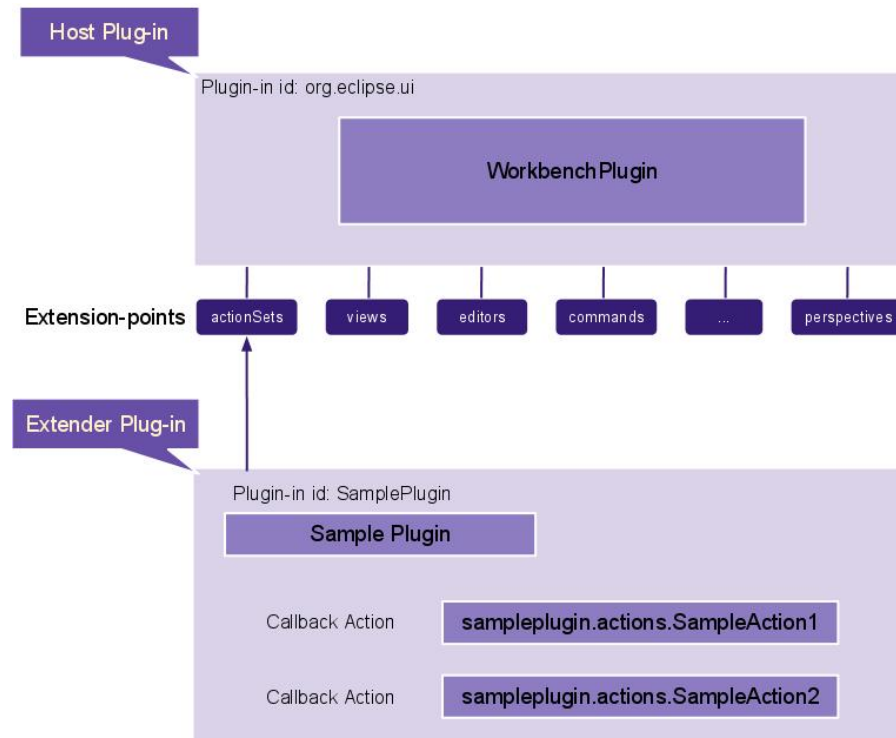 Host Plug-in
Plugin-in id: org.eclipse.ui
WorkbenchPlugin
Extension-points
actionSets
views
editors
commands
...
perspectives
Extender Plug-in
Plugin-in id: SamplePlugin
Sample Plugin
Callback Action
sampleplugin.actions.SampleAction1
Callback Action
sampleplugin.actions.SampleAction2